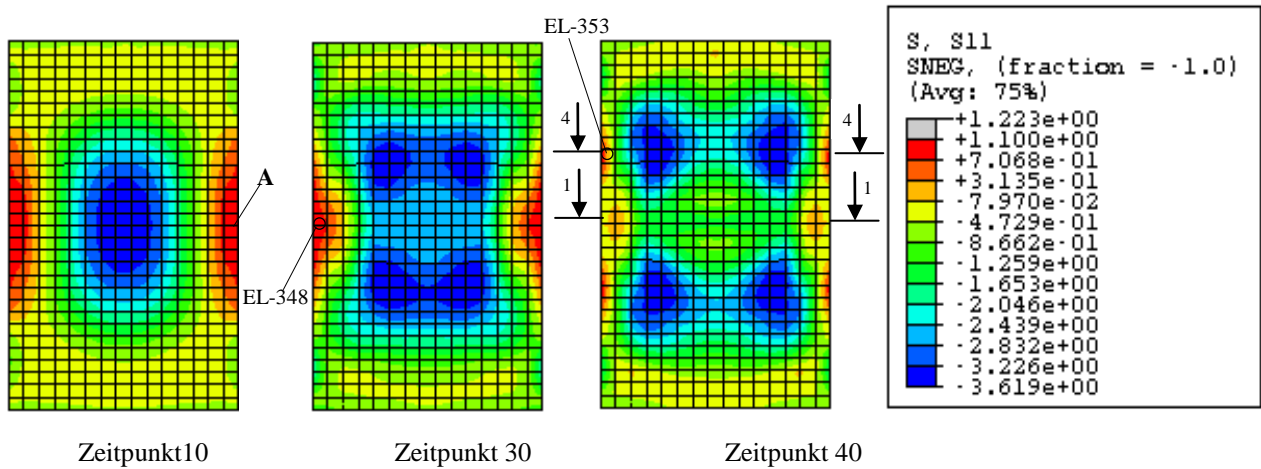 EL-353
4
4
1
1
A
EL-348
S, S11
SNEG, (fraction = -1.0)
(Avg: 75%)
+1.223e+00
+1.100e+00
+7.068e-01
+3.135e-01
-7.970e-02
-4.729e-01
-8.662e-01
-1.259e+00
-1.653e+00
-2.046e+00
-2.439e+00
-2.832e+00
-3.226e+00
-3.619e+00
Zeitpunkt10
Zeitpunkt 30
Zeitpunkt 40